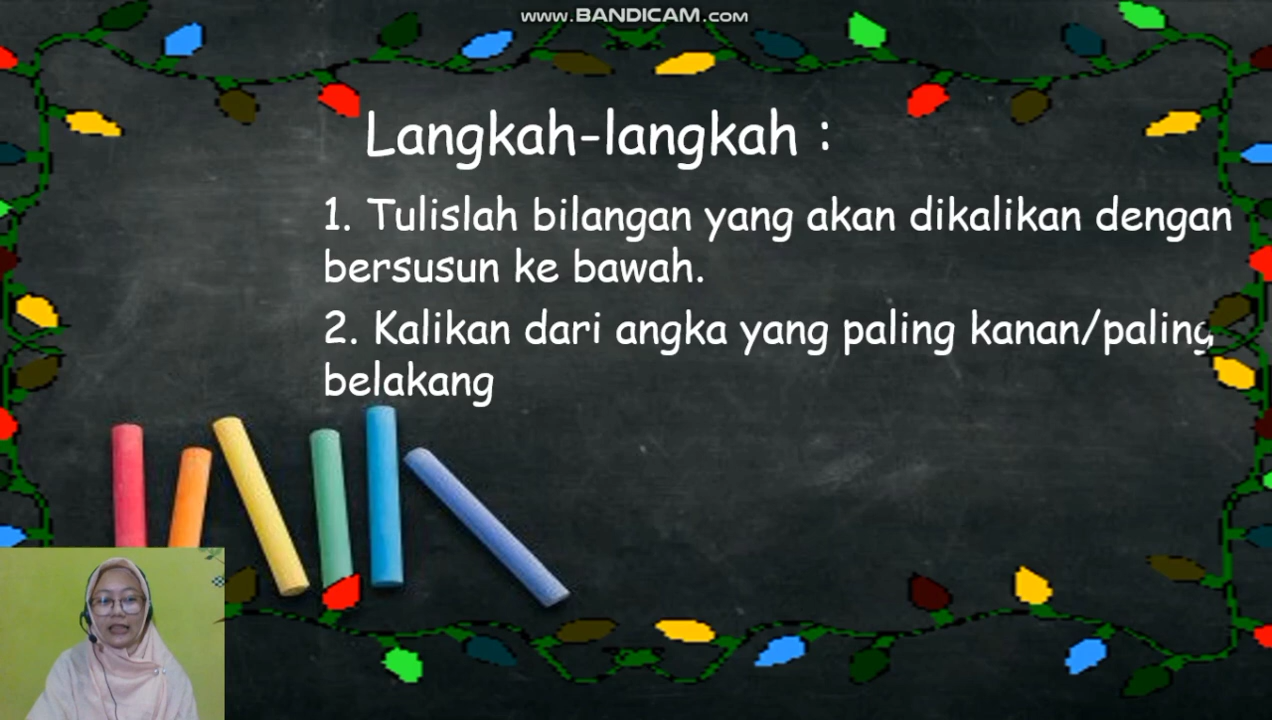 www.BANDICAM.com
Langkah-langkah :
1. Tulislah bilangan yang akan dikalikan dengan
bersusun ke bawah.
2. Kalikan dari angka yang paling kanan/paling
belakang